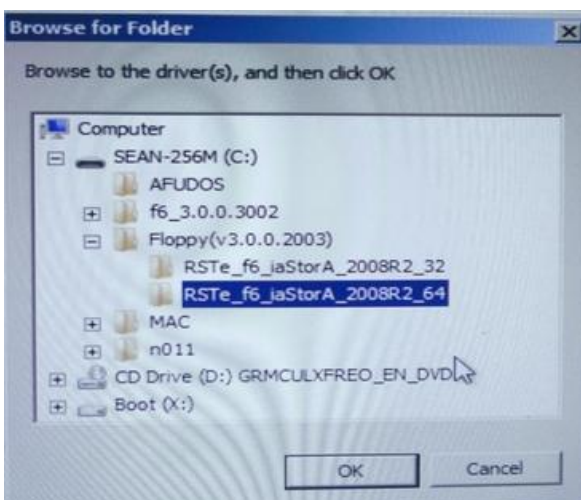 Browse for Folder
Browse to the driver(s), and then click OK
Computer
SEAN-256M (C:)
AFUDOS
f6_3.0.0.3002
Floppy(v3.0.0.2003)
RSTe_f6_iaStorA_2008R2_32
RSTe_f6_iaStorA_2008R2_64
MAC
n011
CD Drive (D:) GRMCULXFREO_EN_DVD
Boot (X:)
OK Cancel